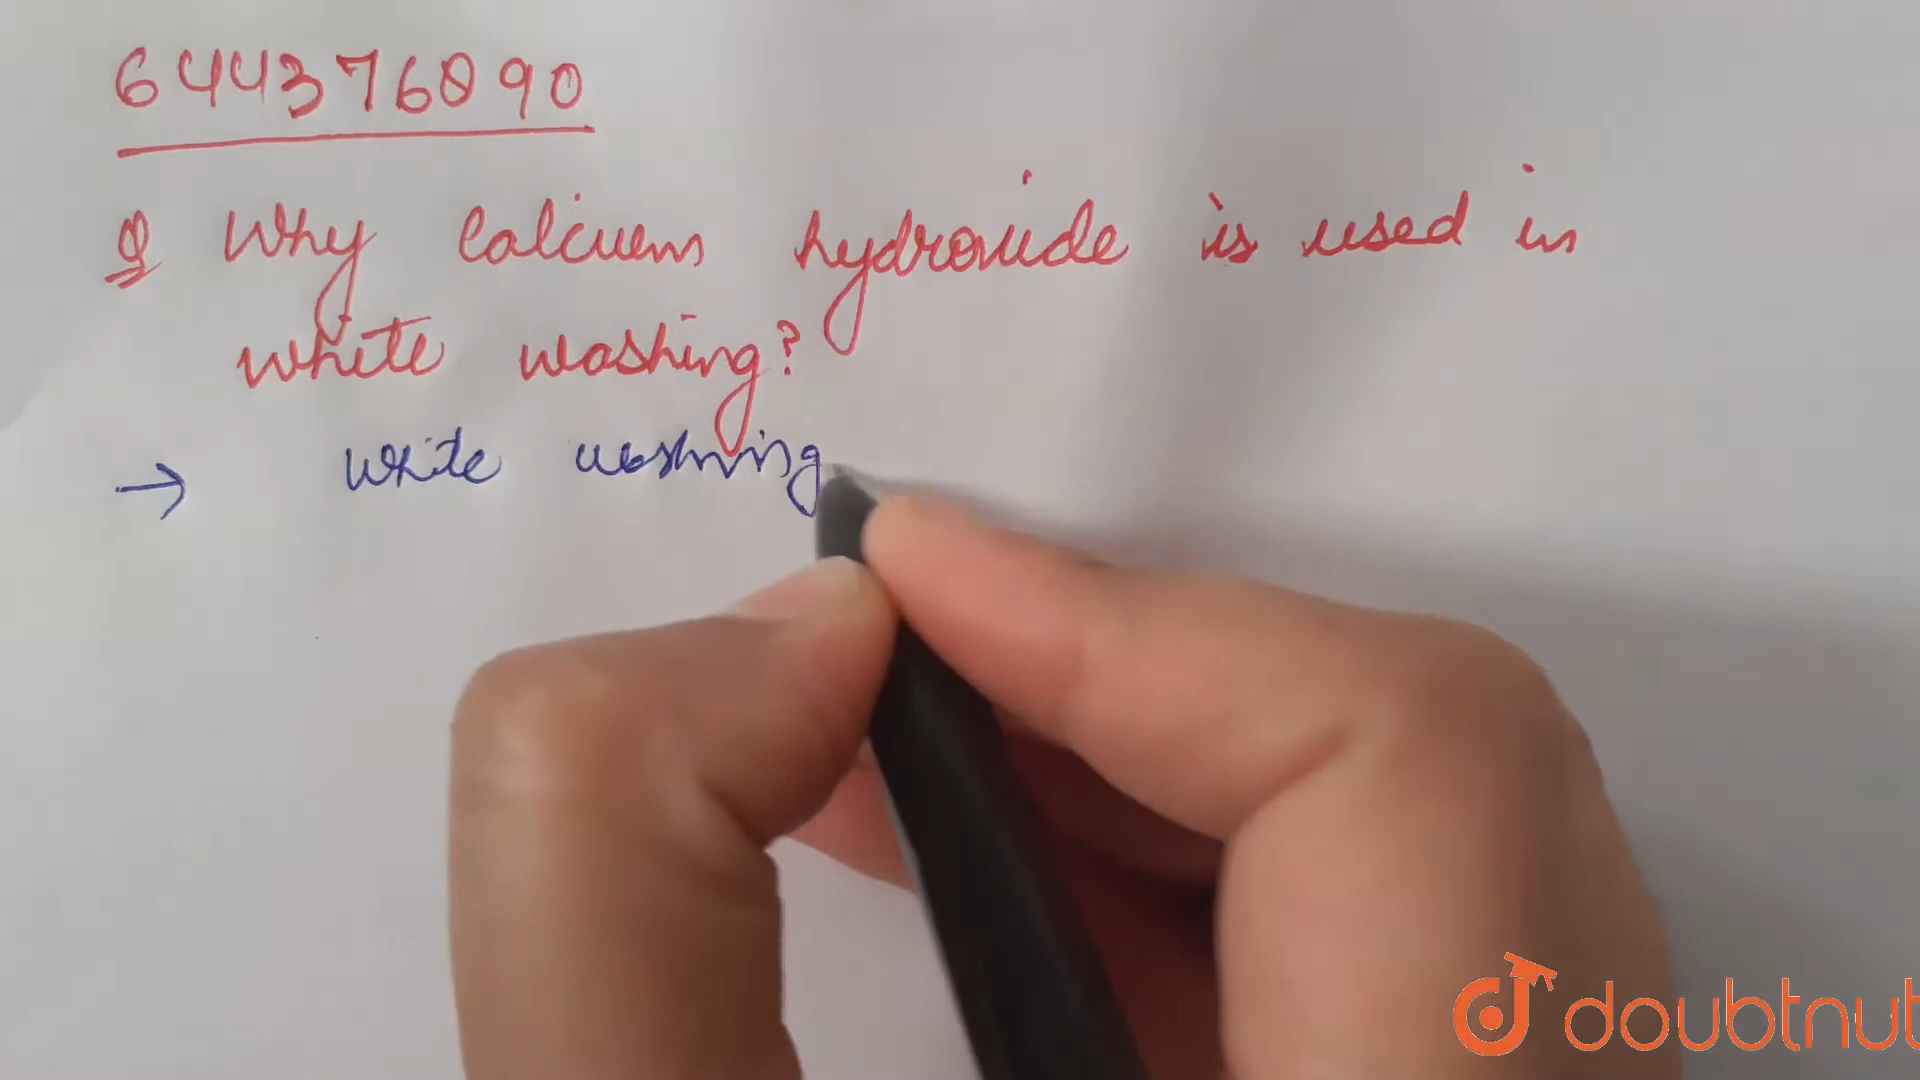 644376090
Q Why calcium hydroxide is used in
white washing?
→ white washing
doubtnut